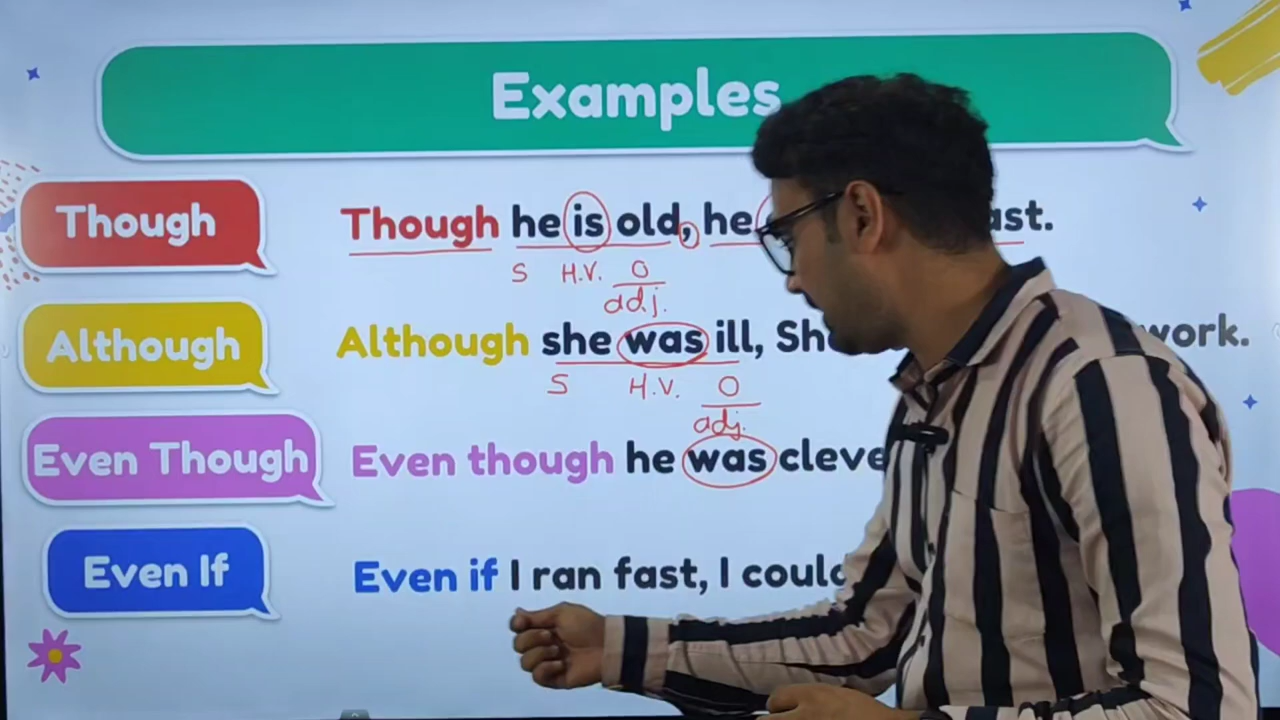 Examples
Though
Though he is old, he ast.
S H.V. O
adj.
Although
Although she was ill, She work.
S H.V. O
adj.
Even Though
Even though he was cleve
Even If
Even if I ran fast, I could